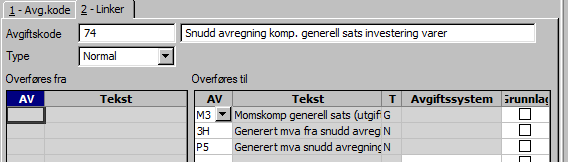 1 - Avg.kode 2 - Linker
Avgiftskode 74 Snudd avregning komp. generell sats investering varer
Type Normal
Overføres fra Overføres til
AV Tekst AV Tekst T Avgiftssystem Grunnlag
M3 Momskomp generell sats (utgif G
3H Generert mva fra snudd avreg N
P5 Generert mva snudd avregning N